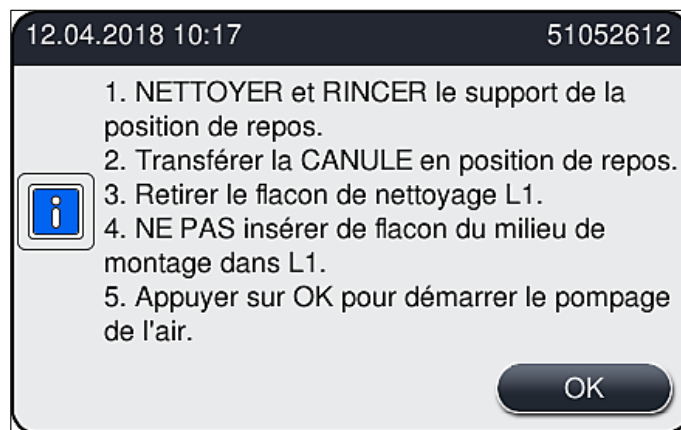 12.04.2018 10:17 51052612
1. NETTOYER et RINCER le support de la
position de repos.
2. Transférer la CANULE en position de repos.
3. Retirer le flacon de nettoyage L1.
4. NE PAS insérer de flacon du milieu de
montage dans L1.
5. Appuyer sur OK pour démarrer le pompage
de l'air.
OK